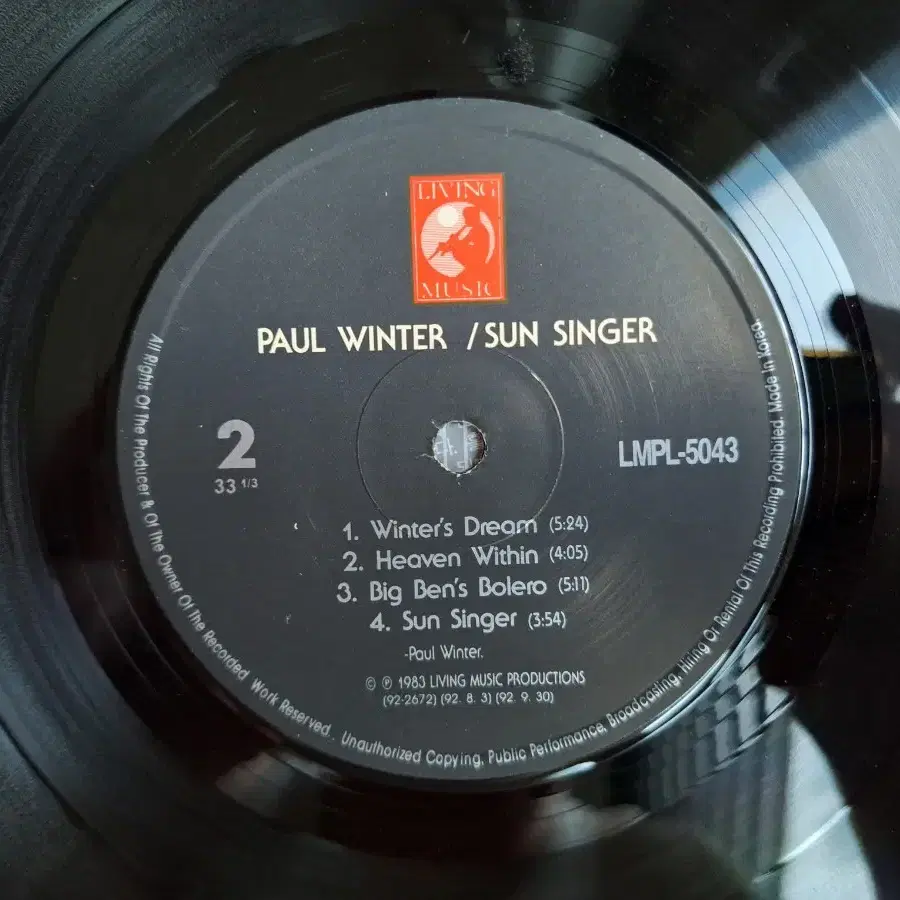 LIVING
MUSIC
PAUL WINTER / SUN SINGER
2
33 1/3
LMPL-5043
1. Winter's Dream (5:24)
2. Heaven Within (4:05)
3. Big Ben's Bolero (5:11)
4. Sun Singer (3:54)
-Paul Winter.
© ℗ 1983 LIVING MUSIC PRODUCTIONS
(92-2672) (92. 8. 3) (92. 9. 30)
All Rights Of The Producer & Of The Owner Of The Recorded Work Reserved. Unauthorized Copying, Public Performance, Broadcasting, Hiring Or Rental Of This Recording Prohibited. Made In Korea.